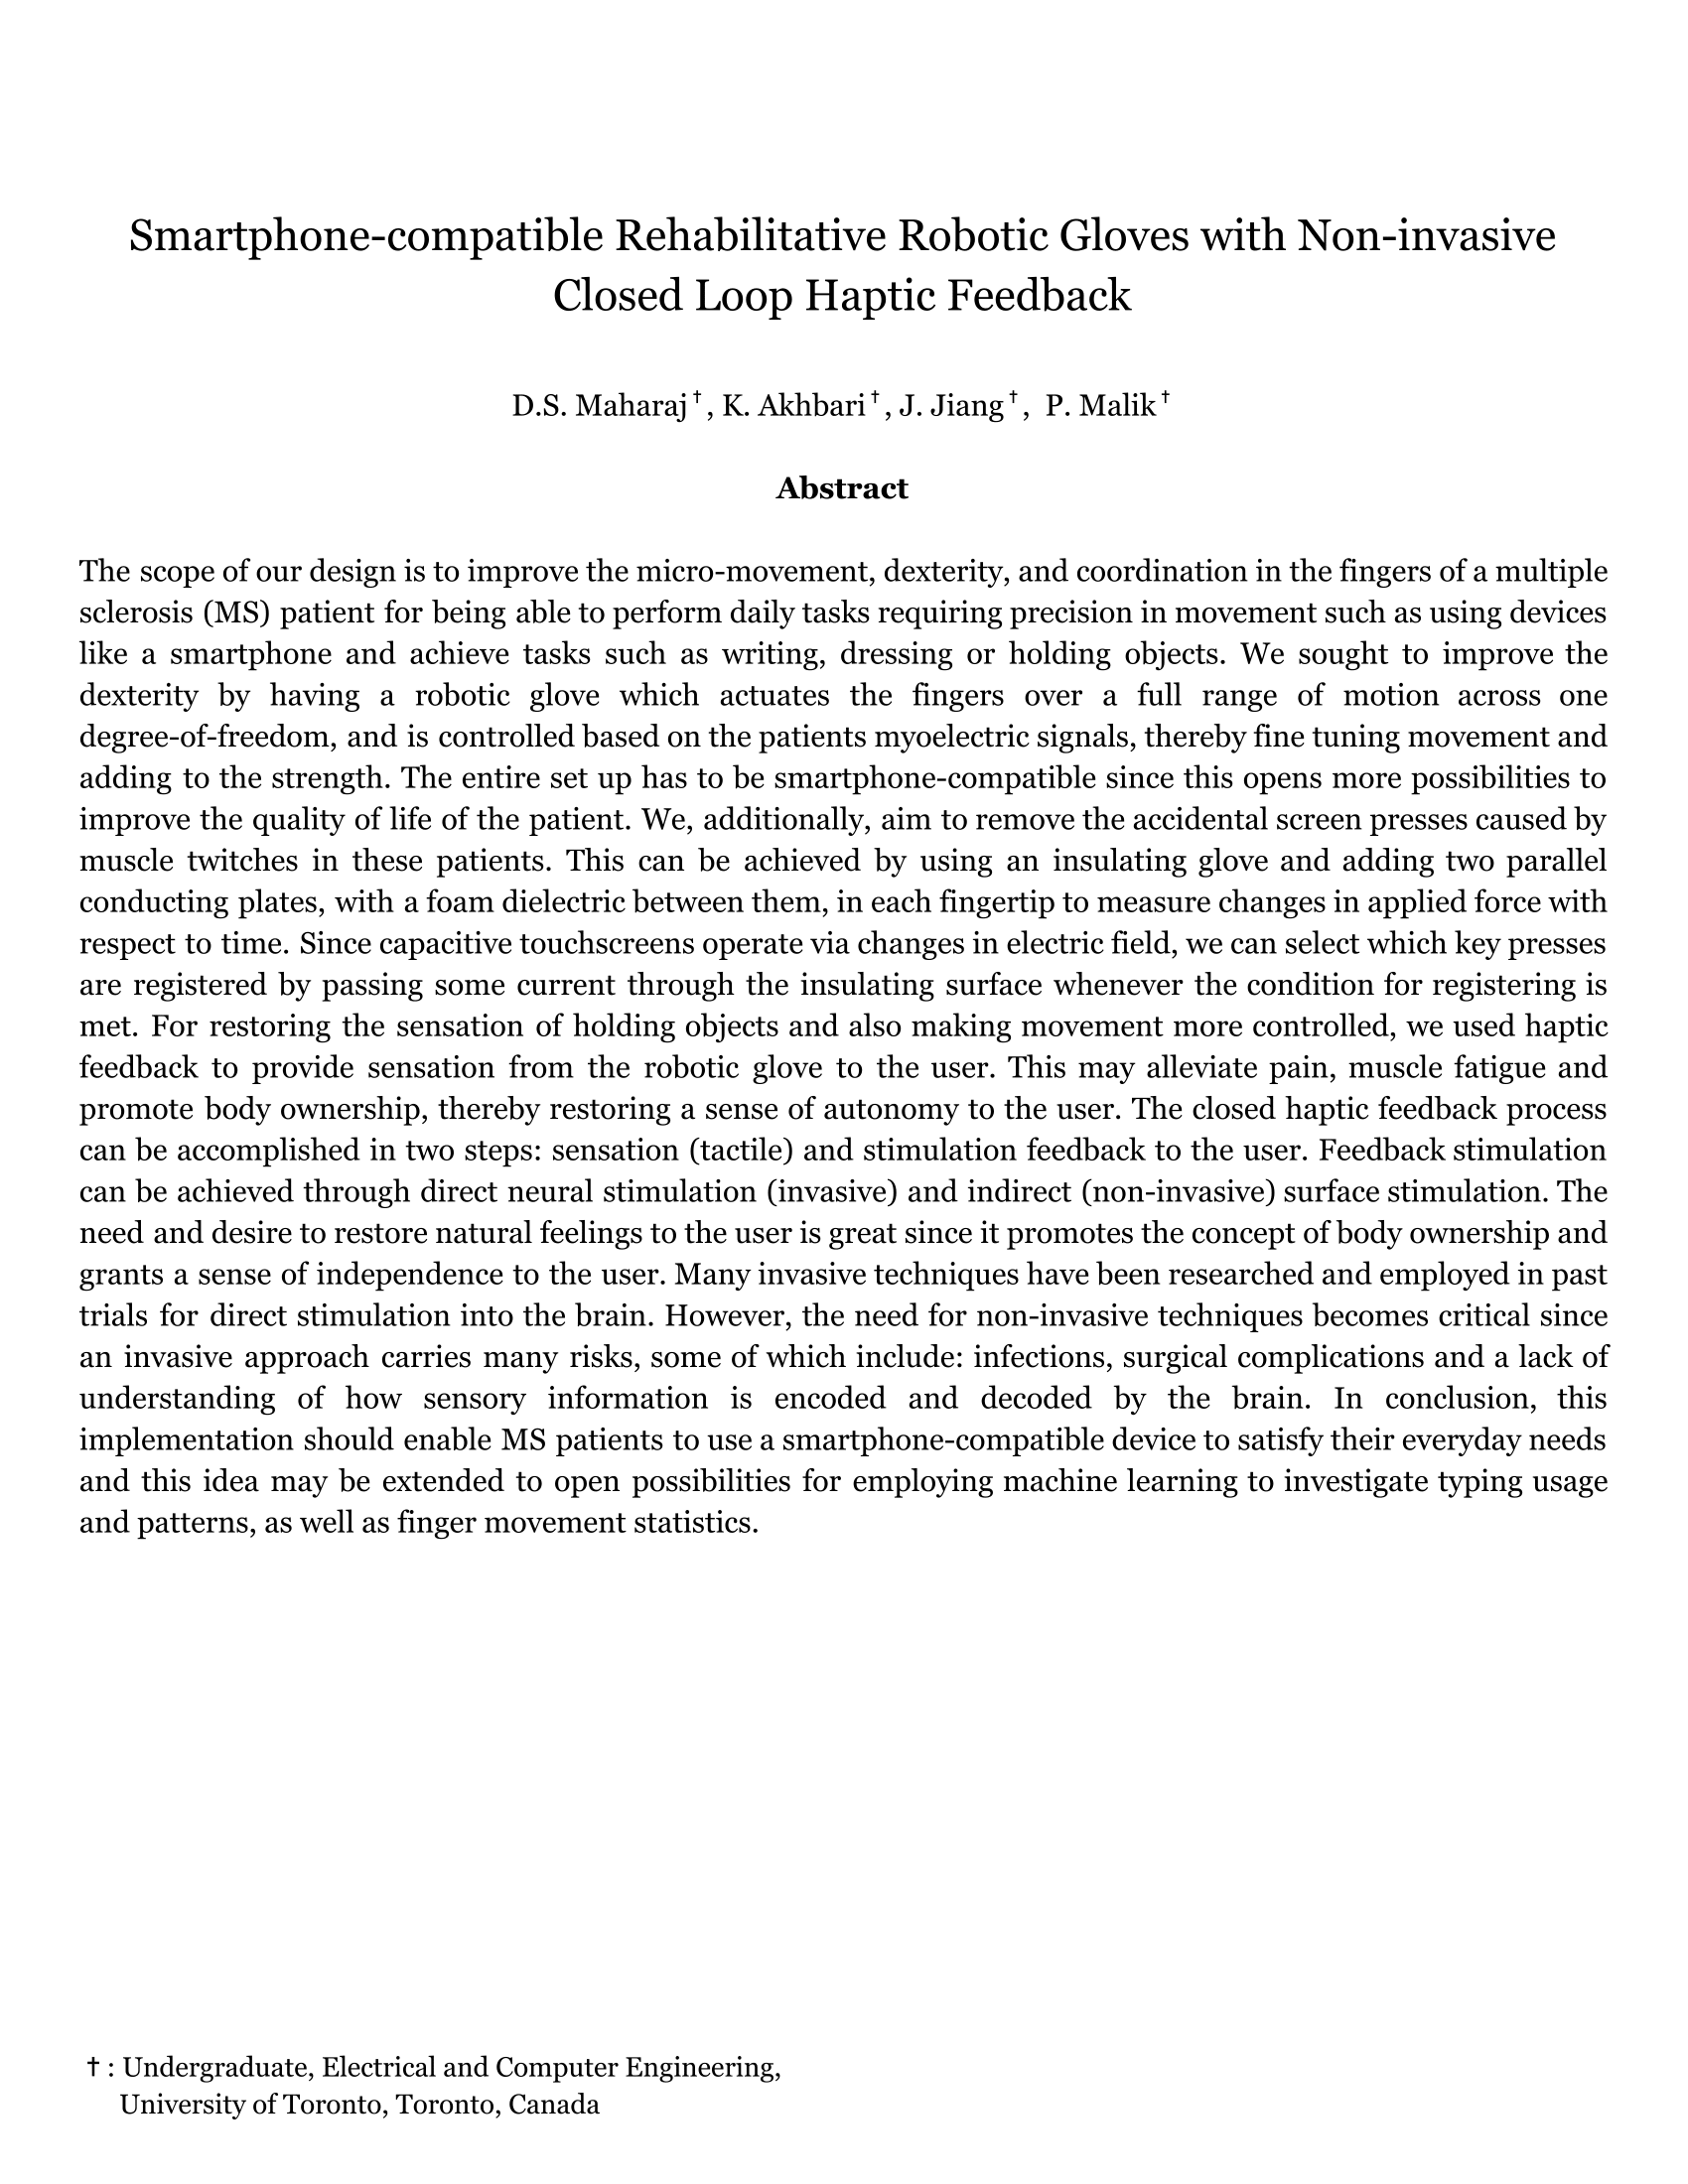 Smartphone-compatible Rehabilitative Robotic Gloves with Non-invasive
Closed Loop Haptic Feedback
D.S. Maharaj†, K. Akhbari†, J. Jiang†, P. Malik†
Abstract
The scope of our design is to improve the micro-movement, dexterity, and coordination in the fingers of a multiple
sclerosis (MS) patient for being able to perform daily tasks requiring precision in movement such as using devices
like a smartphone and achieve tasks such as writing, dressing or holding objects. We sought to improve the
dexterity by having a robotic glove which actuates the fingers over a full range of motion across one
degree-of-freedom, and is controlled based on the patients myoelectric signals, thereby fine tuning movement and
adding to the strength. The entire set up has to be smartphone-compatible since this opens more possibilities to
improve the quality of life of the patient. We, additionally, aim to remove the accidental screen presses caused by
muscle twitches in these patients. This can be achieved by using an insulating glove and adding two parallel
conducting plates, with a foam dielectric between them, in each fingertip to measure changes in applied force with
respect to time. Since capacitive touchscreens operate via changes in electric field, we can select which key presses
are registered by passing some current through the insulating surface whenever the condition for registering is
met. For restoring the sensation of holding objects and also making movement more controlled, we used haptic
feedback to provide sensation from the robotic glove to the user. This may alleviate pain, muscle fatigue and
promote body ownership, thereby restoring a sense of autonomy to the user. The closed haptic feedback process
can be accomplished in two steps: sensation (tactile) and stimulation feedback to the user. Feedback stimulation
can be achieved through direct neural stimulation (invasive) and indirect (non-invasive) surface stimulation. The
need and desire to restore natural feelings to the user is great since it promotes the concept of body ownership and
grants a sense of independence to the user. Many invasive techniques have been researched and employed in past
trials for direct stimulation into the brain. However, the need for non-invasive techniques becomes critical since
an invasive approach carries many risks, some of which include: infections, surgical complications and a lack of
understanding of how sensory information is encoded and decoded by the brain. In conclusion, this
implementation should enable MS patients to use a smartphone-compatible device to satisfy their everyday needs
and this idea may be extended to open possibilities for employing machine learning to investigate typing usage
and patterns, as well as finger movement statistics.
† : Undergraduate, Electrical and Computer Engineering,
University of Toronto, Toronto, Canada